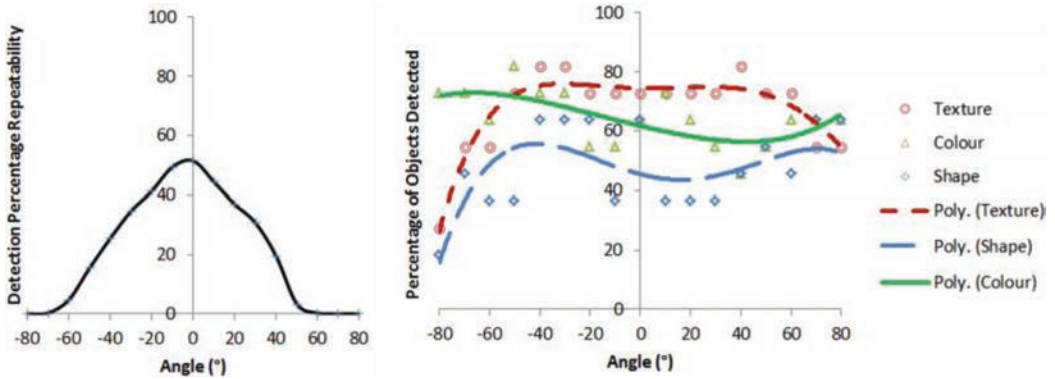 Detection Percentage Repeatability
100
80
60
40
20
0
-80 -60 -40 -20 0 20 40 60 80
Angle (°)
Percentage of Objects Detected
100
80
60
40
20
0
-80 -60 -40 -20 0 20 40 60 80
Angle (°)
Texture
Colour
Shape
Poly. (Texture)
Poly. (Shape)
Poly. (Colour)